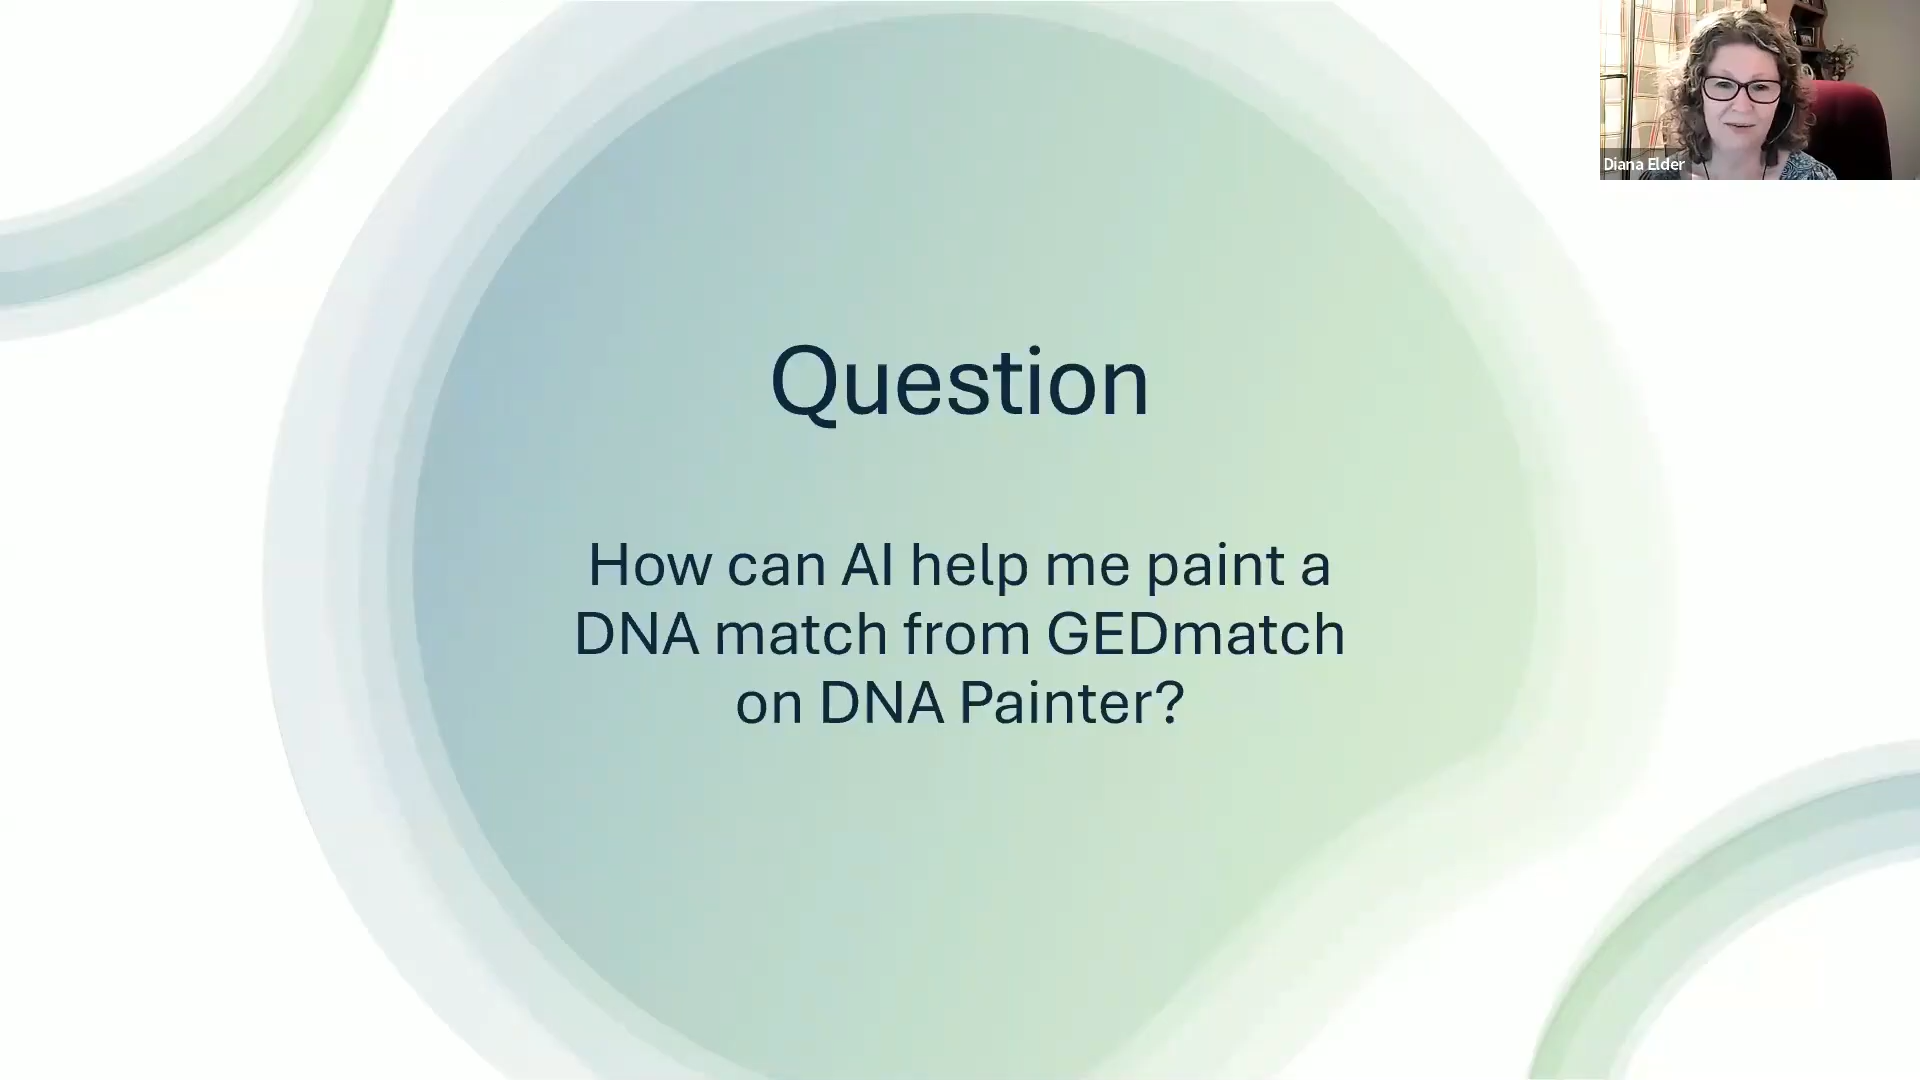 Diana Elder
Question
How can AI help me paint a
DNA match from GEDmatch
on DNA Painter?